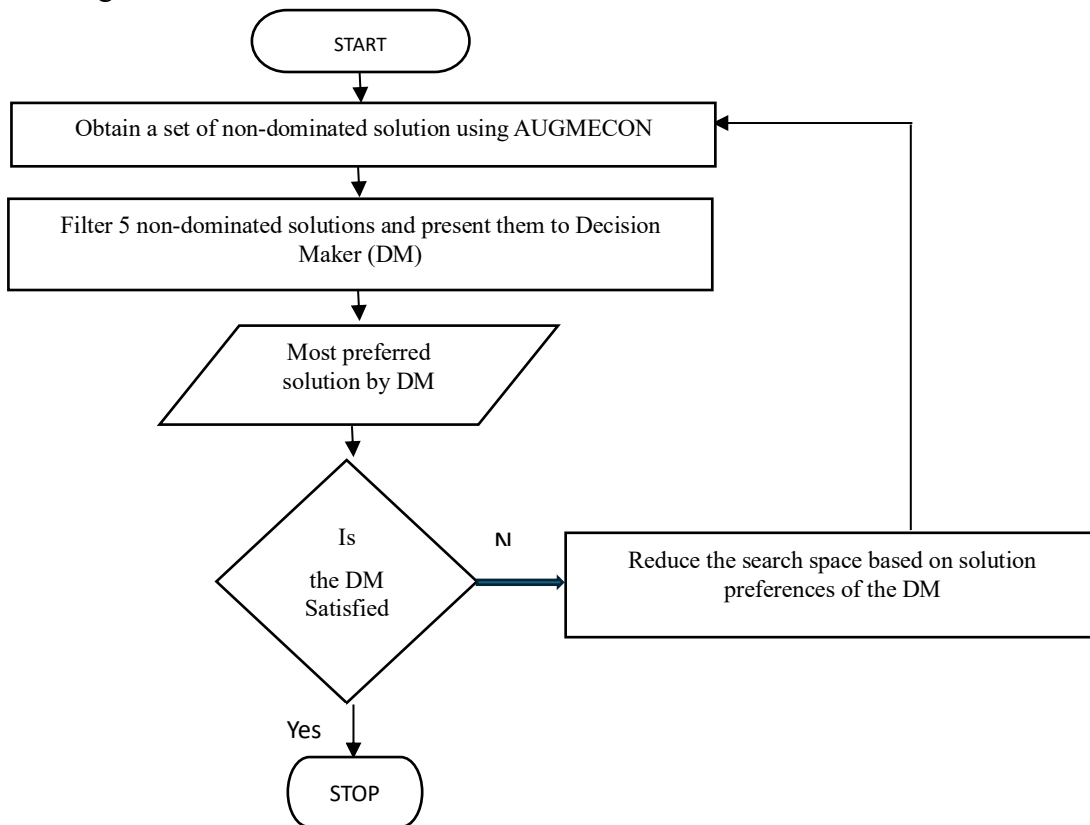 START
Obtain a set of non-dominated solution using AUGMECON
Filter 5 non-dominated solutions and present them to Decision
Maker (DM)
Most preferred
solution by DM
Is
the DM
Satisfied
N
Reduce the search space based on solution
preferences of the DM
Yes
STOP